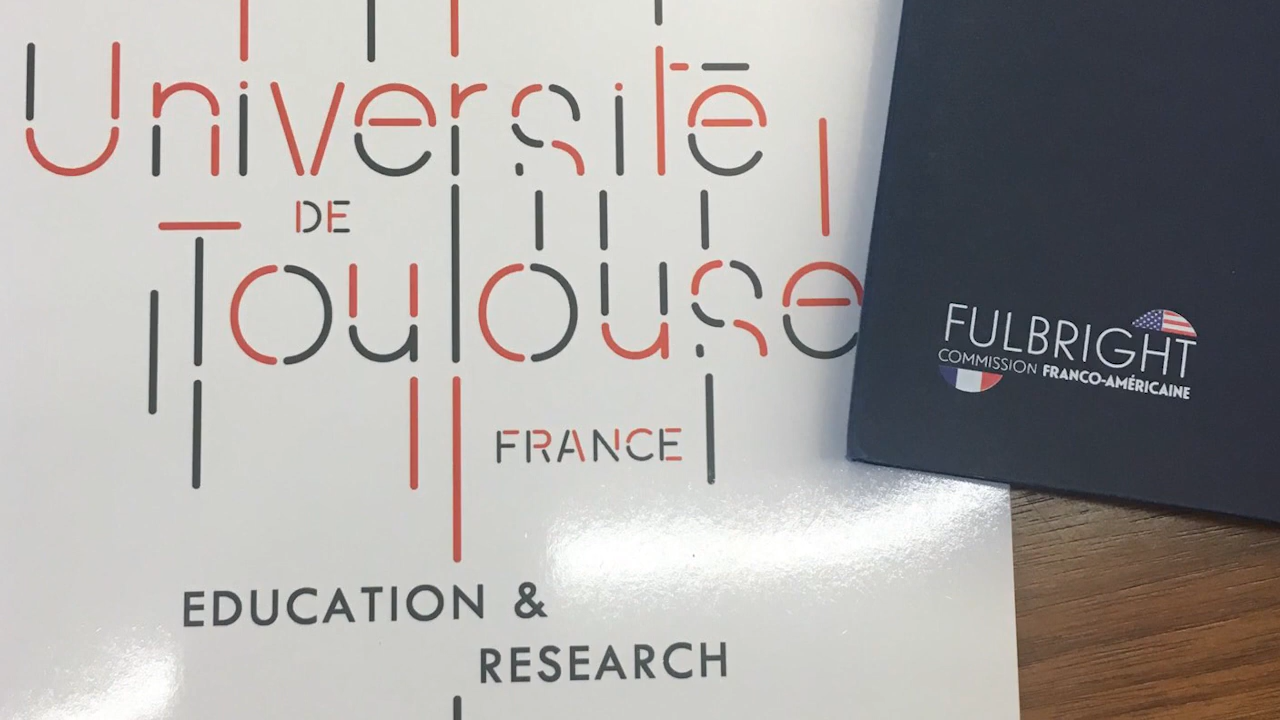 Université
DE
Toulouse
FRANCE
EDUCATION &
RESEARCH
FULBRIGHT
COMMISSION FRANCO-AMÉRICAINE